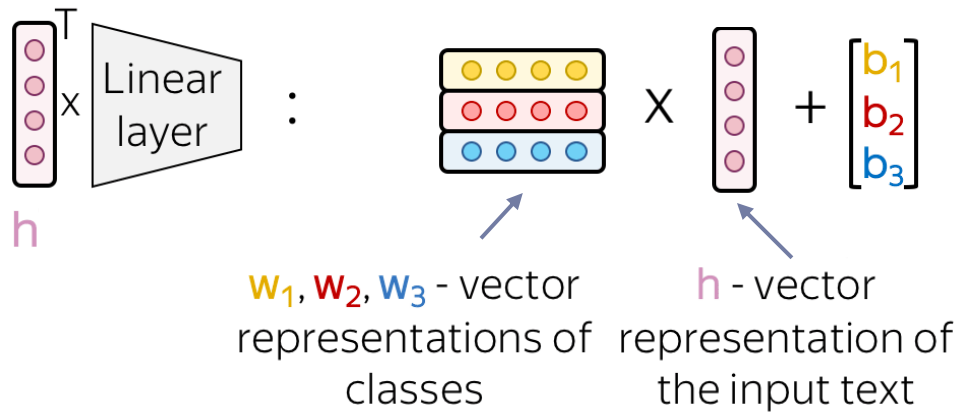 T
x
Linear
layer
:
x
+
b₁
b₂
b₃
h
w₁, w₂, w₃ - vector
representations of
classes
h - vector
representation of
the input text